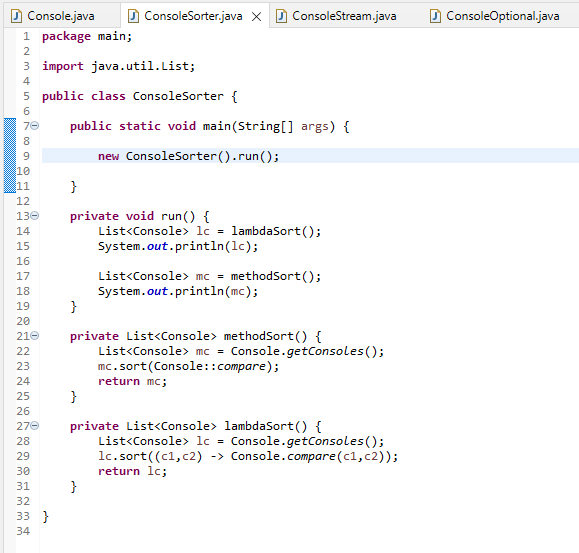 Console.java ConsoleSorter.java ConsoleStream.java ConsoleOptional.java
1 package main;
2
3 import java.util.List;
4
5 public class ConsoleSorter {
6
7 public static void main(String[] args) {
8
9 new ConsoleSorter().run();
10
11 }
12
13 private void run() {
14 List<Console> lc = lambdaSort();
15 System.out.println(lc);
16
17 List<Console> mc = methodSort();
18 System.out.println(mc);
19 }
20
21 private List<Console> methodSort() {
22 List<Console> mc = Console.getConsoles();
23 mc.sort(Console::compare);
24 return mc;
25 }
26
27 private List<Console> lambdaSort() {
28 List<Console> lc = Console.getConsoles();
29 lc.sort((c1,c2) -> Console.compare(c1,c2));
30 return lc;
31 }
32
33 }
34